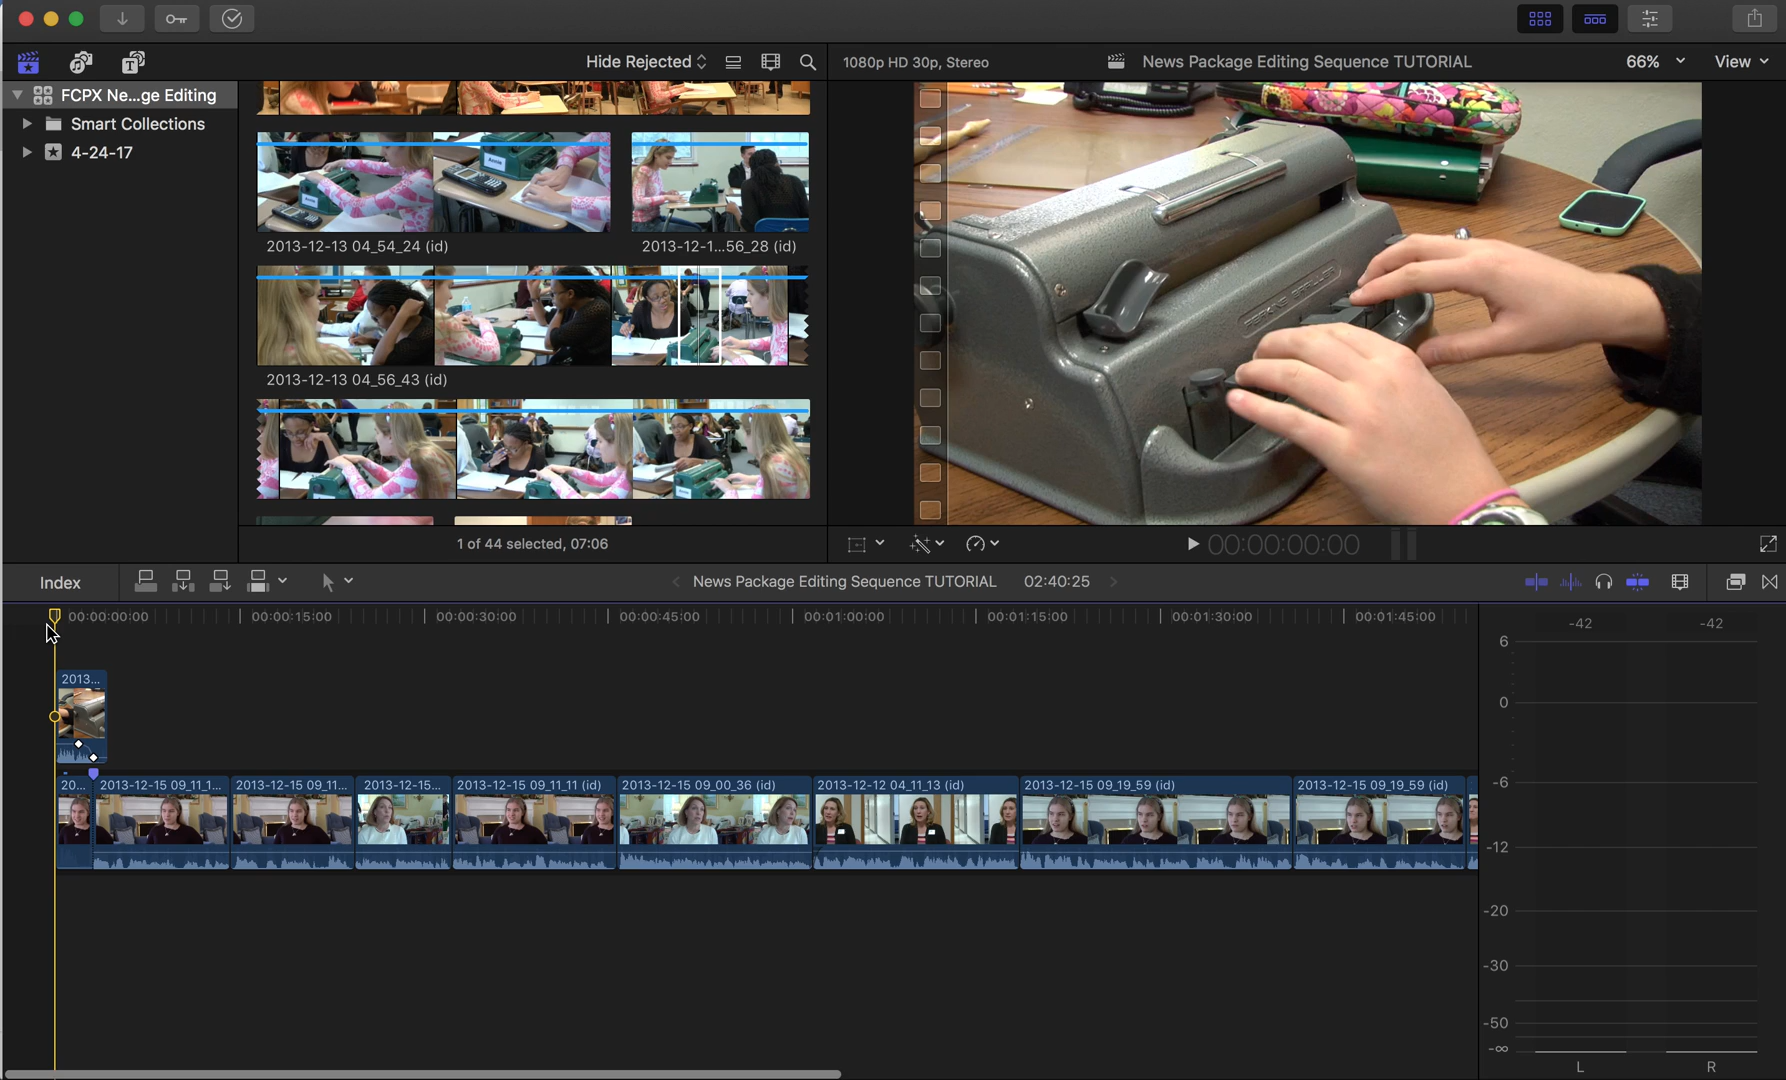 Hide Rejected
1080p HD 30p, Stereo
News Package Editing Sequence TUTORIAL
66%
View
FCPX Ne...ge Editing
Smart Collections
4-24-17
Annie
Annie
2013-12-13 04_54_24 (id)
2013-12-1...56_28 (id)
2013-12-13 04_56_43 (id)
PERKINS BRAILLER
1 of 44 selected, 07:06
00:00:00:00
Index
News Package Editing Sequence TUTORIAL
02:40:25
00:00:00:00
00:00:15:00
00:00:30:00
00:00:45:00
00:01:00:00
00:01:15:00
00:01:30:00
00:01:45:00
-42
-42
6
0
-6
-12
-20
-30
-50
-∞
L
R
2013...
20...
2013-12-15 09_11_1...
2013-12-15 09_11...
2013-12-15...
2013-12-15 09_11_11 (id)
2013-12-15 09_00_36 (id)
2013-12-12 04_11_13 (id)
2013-12-15 09_19_59 (id)
2013-12-15 09_19_59 (id)